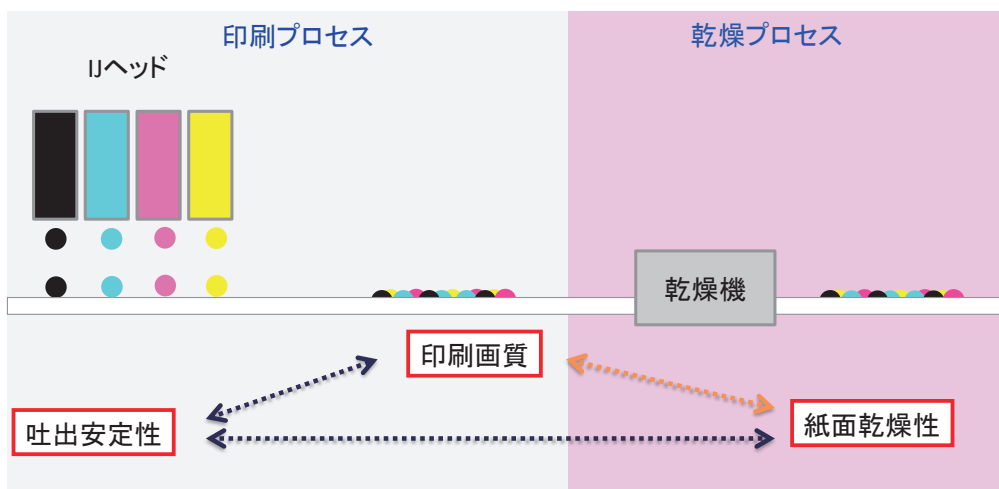 印刷プロセス
乾燥プロセス
IJヘッド
乾燥機
印刷画質
吐出安定性
紙面乾燥性